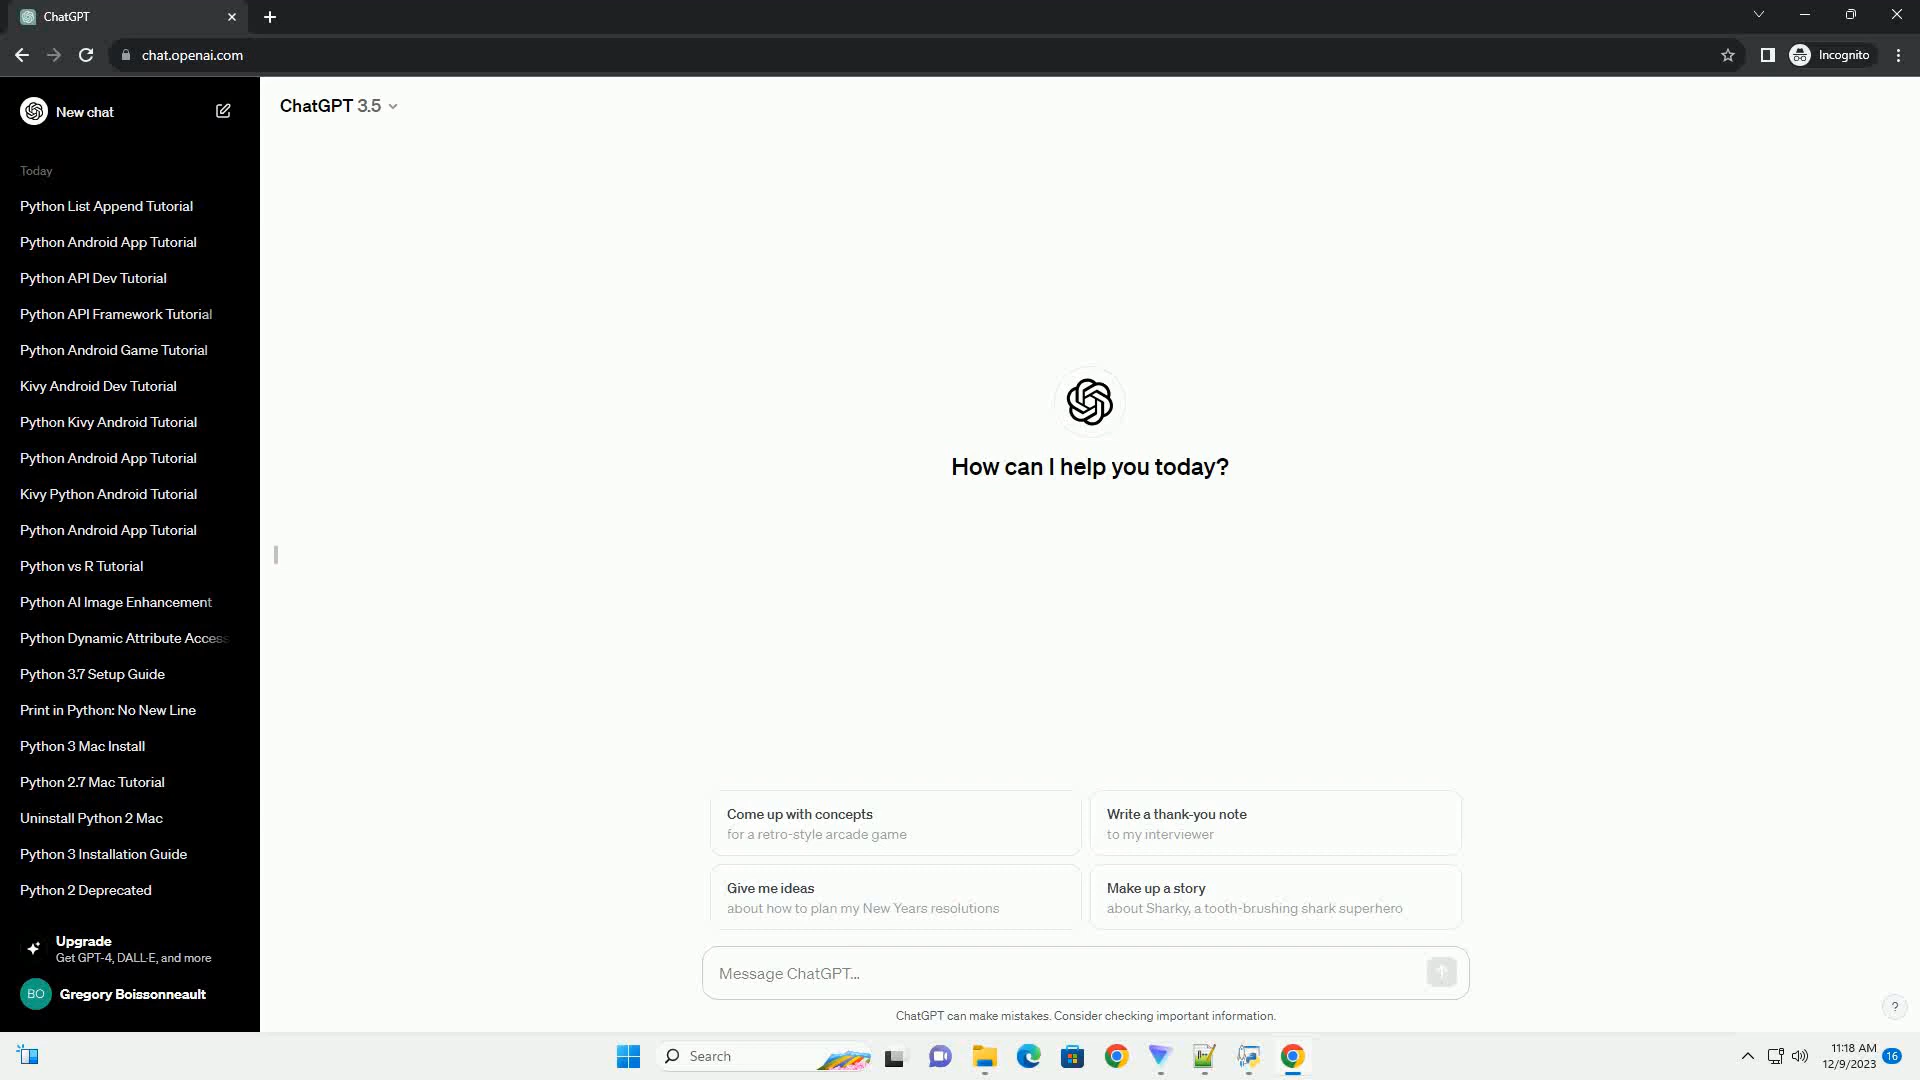 ChatGPT
chat.openai.com
Incognito
New chat
ChatGPT 3.5
Today
Python List Append Tutorial
Python Android App Tutorial
Python API Dev Tutorial
Python API Framework Tutorial
Python Android Game Tutorial
Kivy Android Dev Tutorial
Python Kivy Android Tutorial
Python Android App Tutorial
Kivy Python Android Tutorial
Python Android App Tutorial
Python vs R Tutorial
Python AI Image Enhancement
Python Dynamic Attribute Access
Python 3.7 Setup Guide
Print in Python: No New Line
Python 3 Mac Install
Python 2.7 Mac Tutorial
Uninstall Python 2 Mac
Python 3 Installation Guide
Python 2 Deprecated
Upgrade
Get GPT-4, DALL·E, and more
BO
Gregory Boissonneault
How can I help you today?
Come up with concepts
for a retro-style arcade game
Write a thank-you note
to my interviewer
Give me ideas
about how to plan my New Years resolutions
Make up a story
about Sharky, a tooth-brushing shark superhero
Message ChatGPT...
ChatGPT can make mistakes. Consider checking important information.
?
Search
11:18 AM
12/9/2023
16